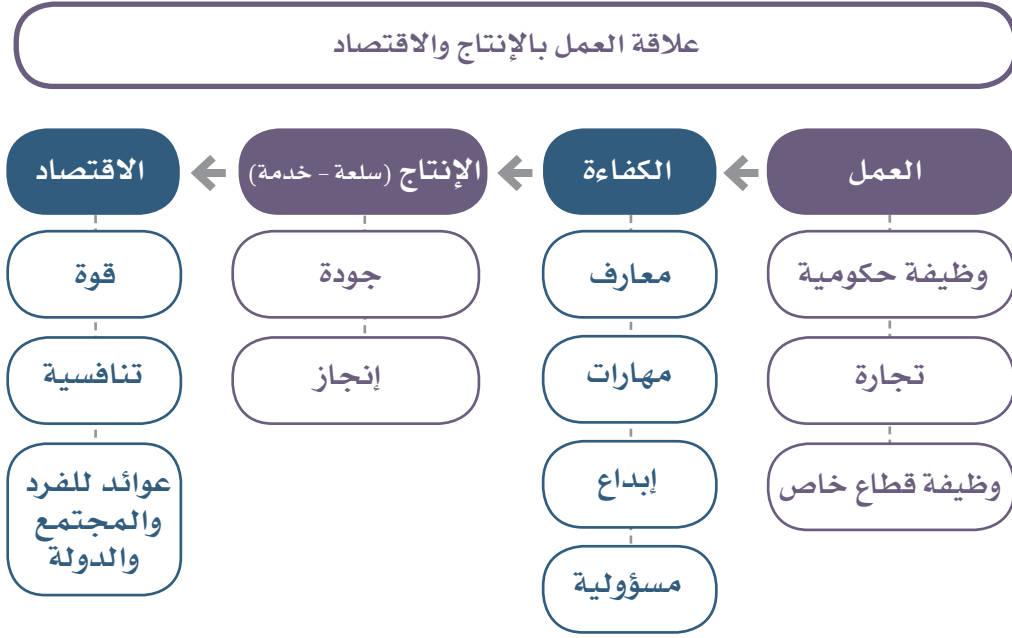 علاقة العمل بالإنتاج والاقتصاد
العمل
وظيفة حكومية
تجارة
وظيفة قطاع خاص
الكفاءة
معارف
مهارات
إبداع
مسؤولية
الإنتاج (سلعة - خدمة)
جودة
إنجاز
الاقتصاد
قوة
تنافسية
عوائد للفرد
والمجتمع
والدولة